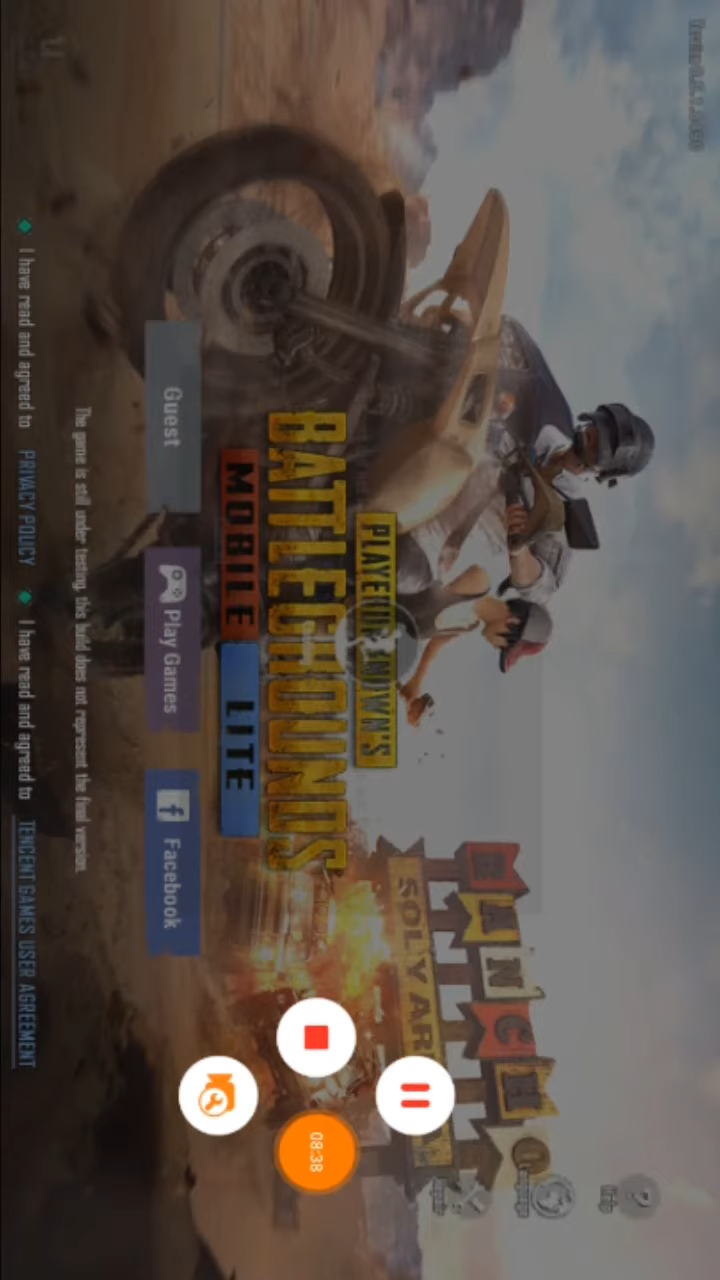 PLAYERUNKNOWN'S
BATTLEGROUNDS
MOBILE LITE
BANCHO
Guest
Play Games
Facebook
The game is still under testing, this build does not represent the final version.
I have read and agreed to PRIVACY POLICY
I have read and agreed to TENCENT GAMES USER AGREEMENT
08:38